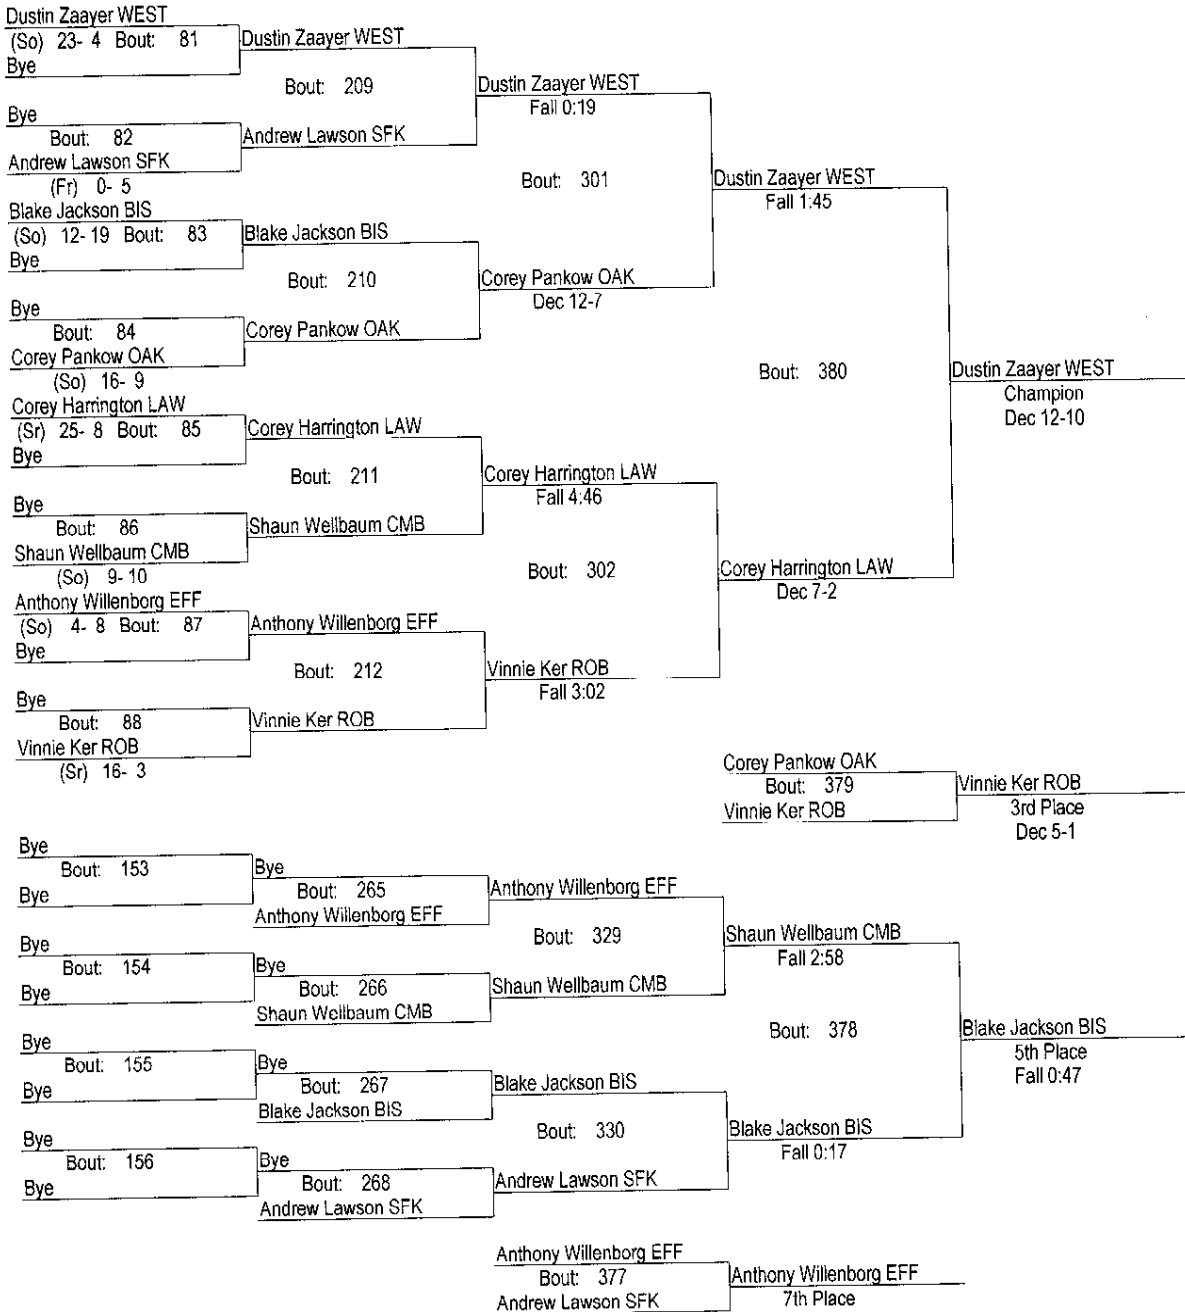 Dustin Zaayer WEST
(So) 23- 4 Bout: 81
Bye
Bye
Bout: 82
Andrew Lawson SFK
(Fr) 0- 5
Blake Jackson BIS
(So) 12- 19 Bout: 83
Bye
Bye
Bout: 84
Corey Pankow OAK
(So) 16- 9
Corey Harrington LAW
(Sr) 25- 8 Bout: 85
Bye
Bye
Bout: 86
Shaun Wellbaum CMB
(So) 9- 10
Anthony Willenborg EFF
(So) 4- 8 Bout: 87
Bye
Bye
Bout: 88
Vinnie Ker ROB
(Sr) 16- 3
Dustin Zaayer WEST
Bout: 209
Andrew Lawson SFK
Blake Jackson BIS
Bout: 210
Corey Pankow OAK
Corey Harrington LAW
Bout: 211
Shaun Wellbaum CMB
Anthony Willenborg EFF
Bout: 212
Vinnie Ker ROB
Dustin Zaayer WEST
Fall 0:19
Bout: 301
Corey Pankow OAK
Dec 12-7
Corey Harrington LAW
Fall 4:46
Bout: 302
Vinnie Ker ROB
Fall 3:02
Dustin Zaayer WEST
Fall 1:45
Bout: 380
Corey Harrington LAW
Dec 7-2
Dustin Zaayer WEST
Champion
Dec 12-10
Corey Pankow OAK
Bout: 379
Vinnie Ker ROB
Vinnie Ker ROB
3rd Place
Dec 5-1
Bye
Bout: 153
Bye
Bye
Bout: 154
Bye
Bye
Bout: 155
Bye
Bye
Bout: 156
Bye
Bye
Bout: 265
Anthony Willenborg EFF
Bye
Bout: 266
Shaun Wellbaum CMB
Bye
Bout: 267
Blake Jackson BIS
Bye
Bout: 268
Andrew Lawson SFK
Anthony Willenborg EFF
Bout: 329
Shaun Wellbaum CMB
Blake Jackson BIS
Bout: 330
Andrew Lawson SFK
Shaun Wellbaum CMB
Fall 2:58
Bout: 378
Blake Jackson BIS
Fall 0:17
Blake Jackson BIS
5th Place
Fall 0:47
Anthony Willenborg EFF
Bout: 377
Andrew Lawson SFK
Anthony Willenborg EFF
7th Place